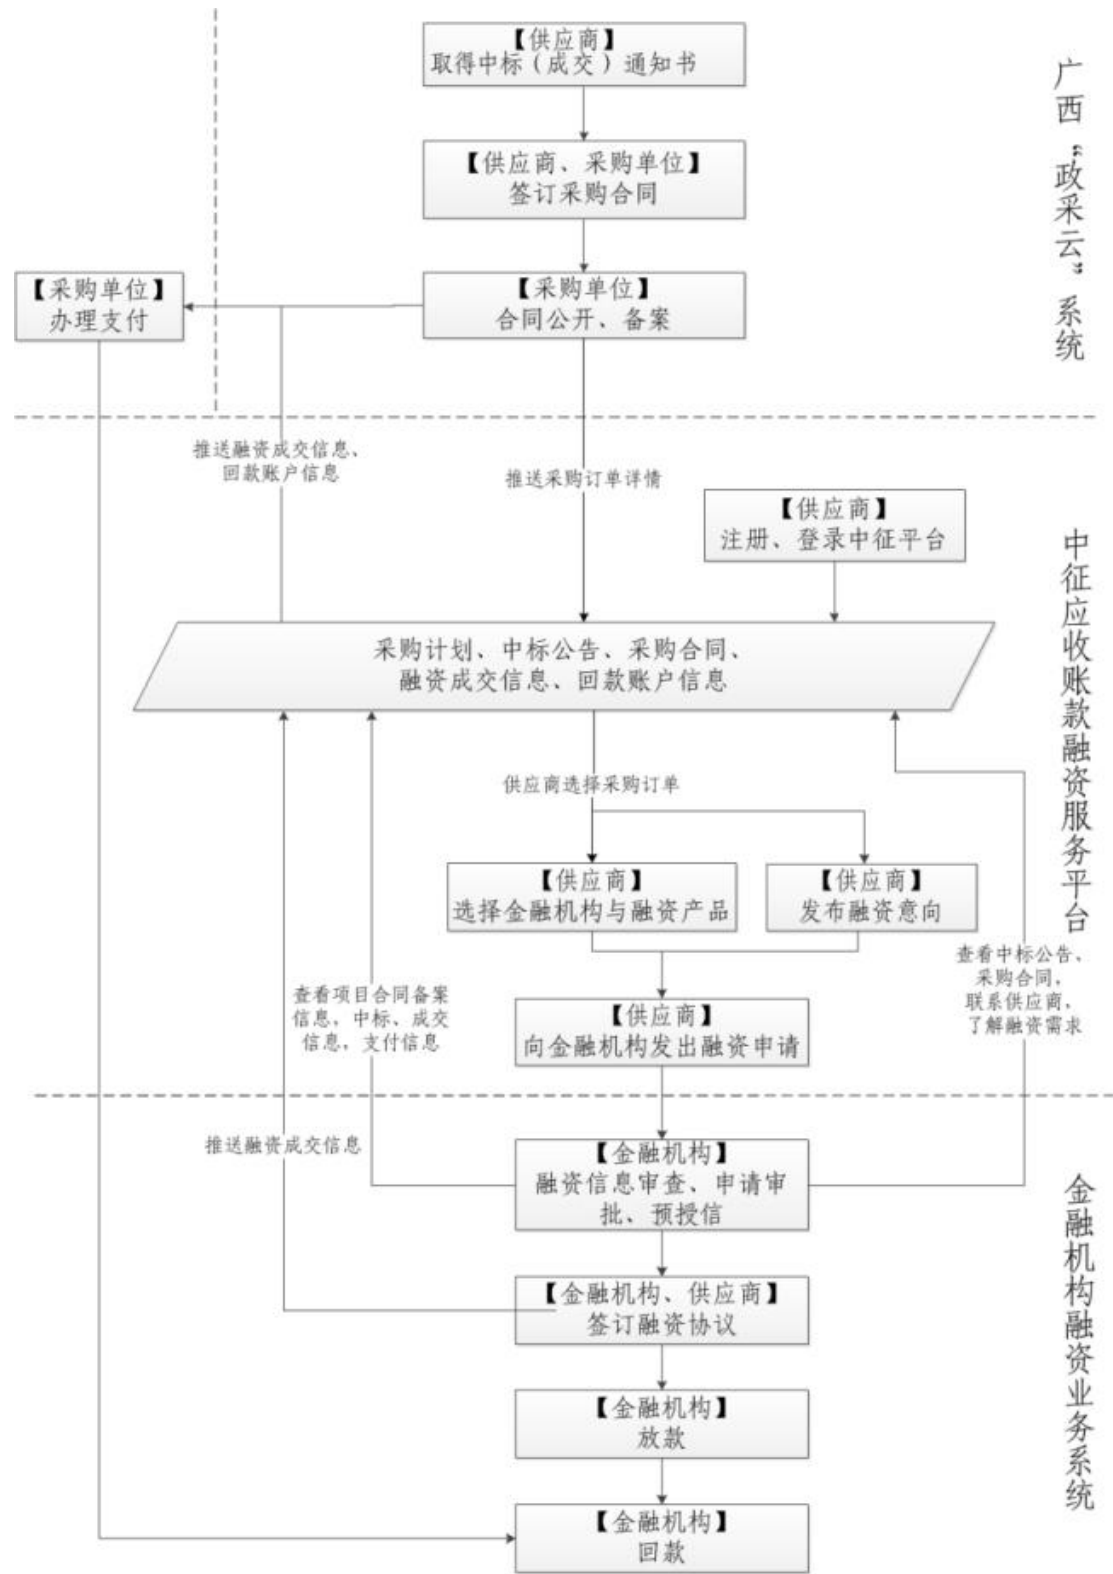 【供应商】
取得中标（成交）通知书
【供应商、采购单位】
签订采购合同
【采购单位】
合同公开、备案
【采购单位】
办理支付
广西“政采云”系统
推送融资成交信息、
回款账户信息
推送采购订单详情
【供应商】
注册、登录中征平台
采购计划、中标公告、采购合同、
融资成交信息、回款账户信息
供应商选择采购订单
【供应商】
选择金融机构与融资产品
【供应商】
发布融资意向
查看项目合同备案
信息，中标、成交
信息，支付信息
【供应商】
向金融机构发出融资申请
查看中标公告、
采购合同，
联系供应商，
了解融资需求
中征应收账款融资服务平台
推送融资成交信息
【金融机构】
融资信息审查、申请审
批、预授信
【金融机构、供应商】
签订融资协议
【金融机构】
放款
【金融机构】
回款
金融机构融资业务系统